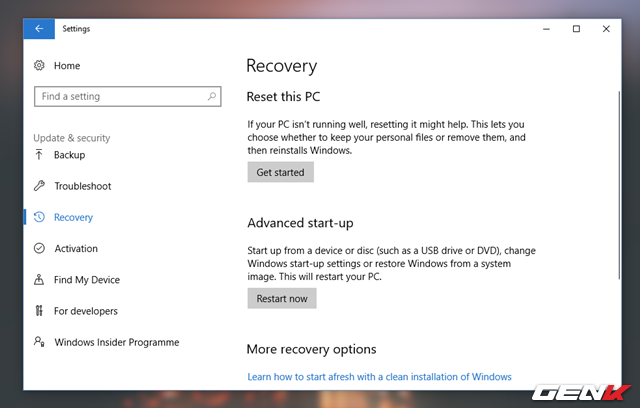 Settings
Home
Find a setting
Update & security
Backup
Troubleshoot
Recovery
Activation
Find My Device
For developers
Windows Insider Programme
Recovery
Reset this PC
If your PC isn't running well, resetting it might help. This lets you
choose whether to keep your personal files or remove them, and
then reinstalls Windows.
Get started
Advanced start-up
Start up from a device or disc (such as a USB drive or DVD), change
Windows start-up settings or restore Windows from a system
image. This will restart your PC.
Restart now
More recovery options
Learn how to start afresh with a clean installation of Windows
GENK